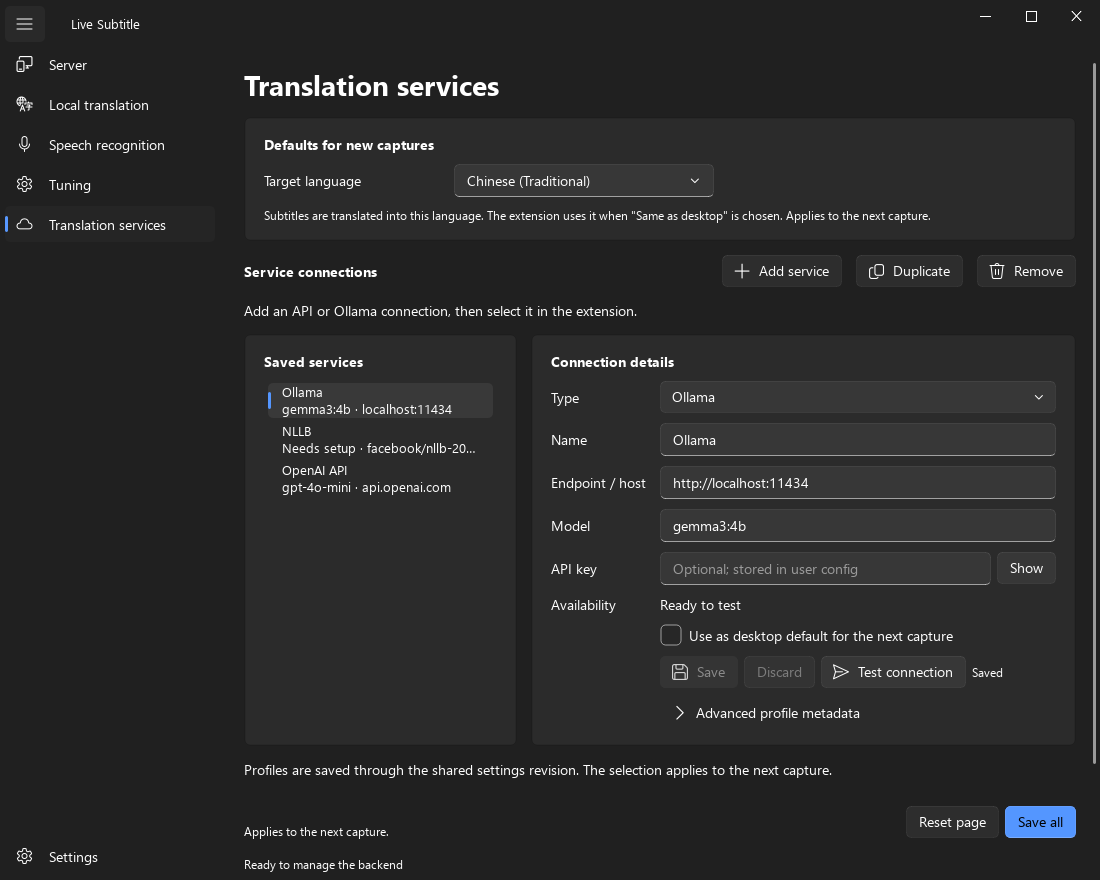 Live Subtitle
Server
Local translation
Speech recognition
Tuning
Translation services
Settings
Translation services
Defaults for new captures
Target language
Chinese (Traditional)
Subtitles are translated into this language. The extension uses it when "Same as desktop" is chosen. Applies to the next capture.
Service connections
Add service
Duplicate
Remove
Add an API or Ollama connection, then select it in the extension.
Saved services
Ollama
gemma3:4b · localhost:11434
NLLB
Needs setup · facebook/nllb-20...
OpenAI API
gpt-4o-mini · api.openai.com
Connection details
Type
Ollama
Name
Ollama
Endpoint / host
http://localhost:11434
Model
gemma3:4b
API key
Optional; stored in user config
Show
Availability
Ready to test
Use as desktop default for the next capture
Save
Discard
Test connection
Saved
Advanced profile metadata
Profiles are saved through the shared settings revision. The selection applies to the next capture.
Applies to the next capture.
Reset page
Save all
Ready to manage the backend